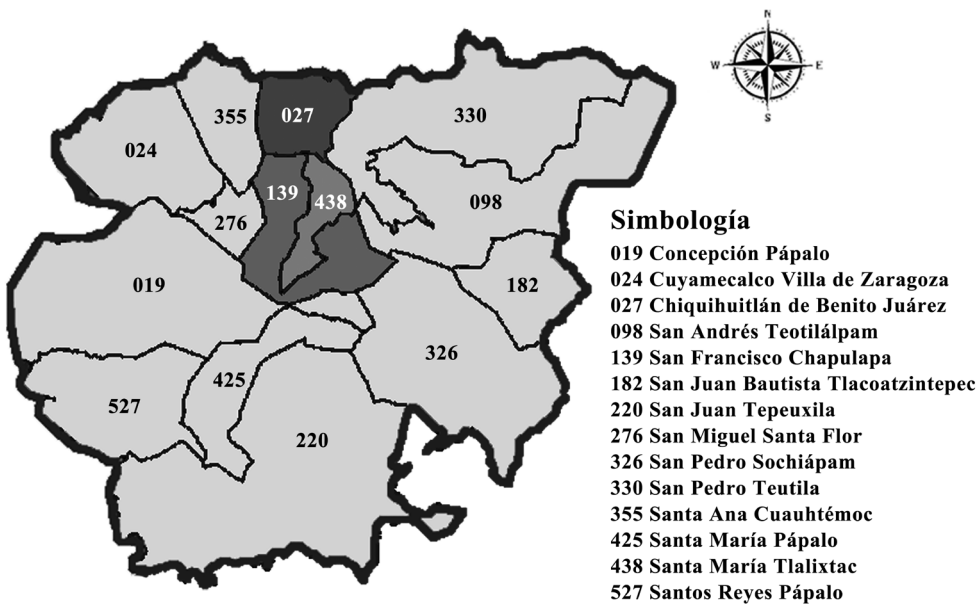 N
W E
S
355
027
330
024
139
438
098
276
019
182
326
425
527
220
Simbología
019 Concepción Pápalo
024 Cuyamecalco Villa de Zaragoza
027 Chiquihuitlán de Benito Juárez
098 San Andrés Teotilálpam
139 San Francisco Chapulapa
182 San Juan Bautista Tlacoatzintepec
220 San Juan Tepeuxila
276 San Miguel Santa Flor
326 San Pedro Sochiápam
330 San Pedro Teutila
355 Santa Ana Cuauhtémoc
425 Santa María Pápalo
438 Santa María Tlalixtac
527 Santos Reyes Pápalo